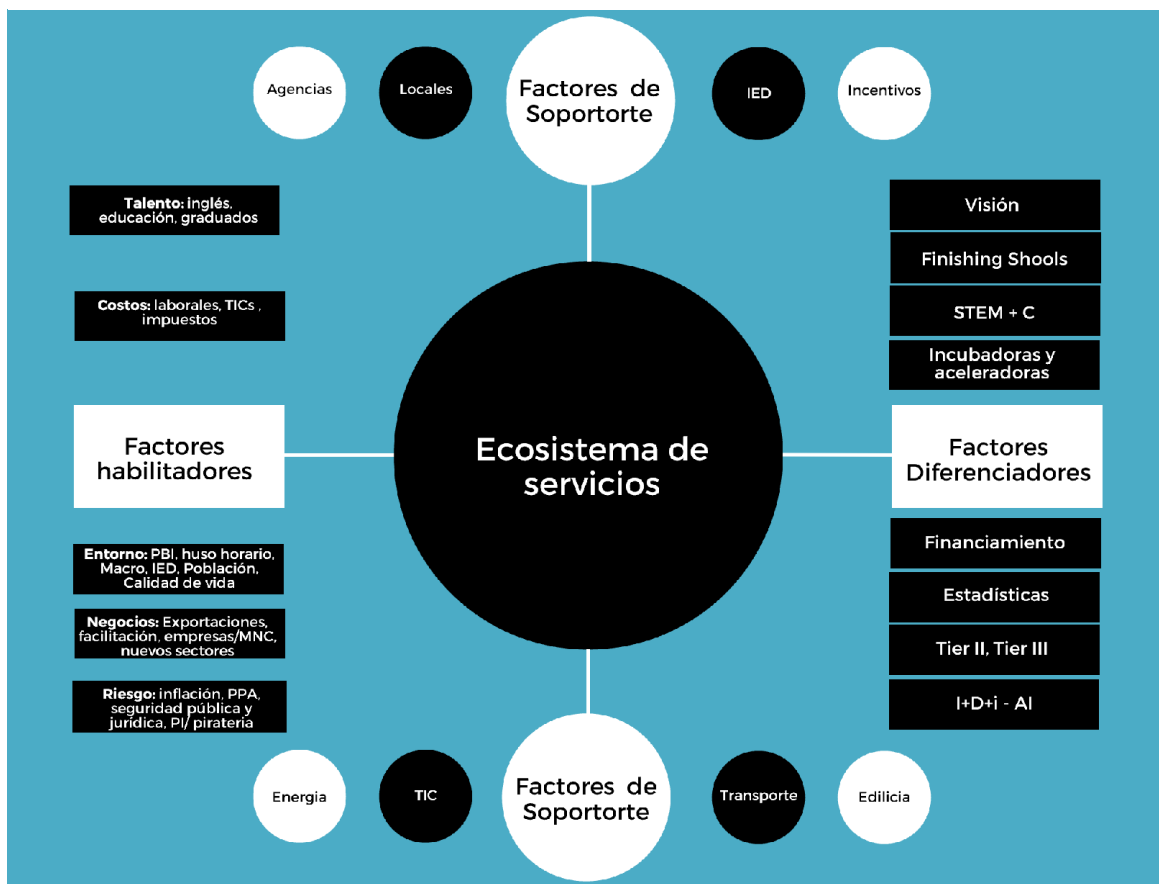 Agencias
Locales
Factores de
Soportorte
IED
Incentivos
Talento: inglés,
educación, graduados
Costos: laborales, TICs ,
impuestos
Factores
habilitadores
Entorno: PBI, huso horario,
Macro, IED, Población,
Calidad de vida
Negocios: Exportaciones,
facilitación, empresas/MNC,
nuevos sectores
Riesgo: inflación, PPA,
seguridad pública y
jurídica, PI/ piratería
Ecosistema de
servicios
Visión
Finishing Shools
STEM + C
Incubadoras y
aceleradoras
Factores
Diferenciadores
Financiamiento
Estadísticas
Tier II, Tier III
I+D+i - AI
Energia
TIC
Factores de
Soportorte
Transporte
Edilicia